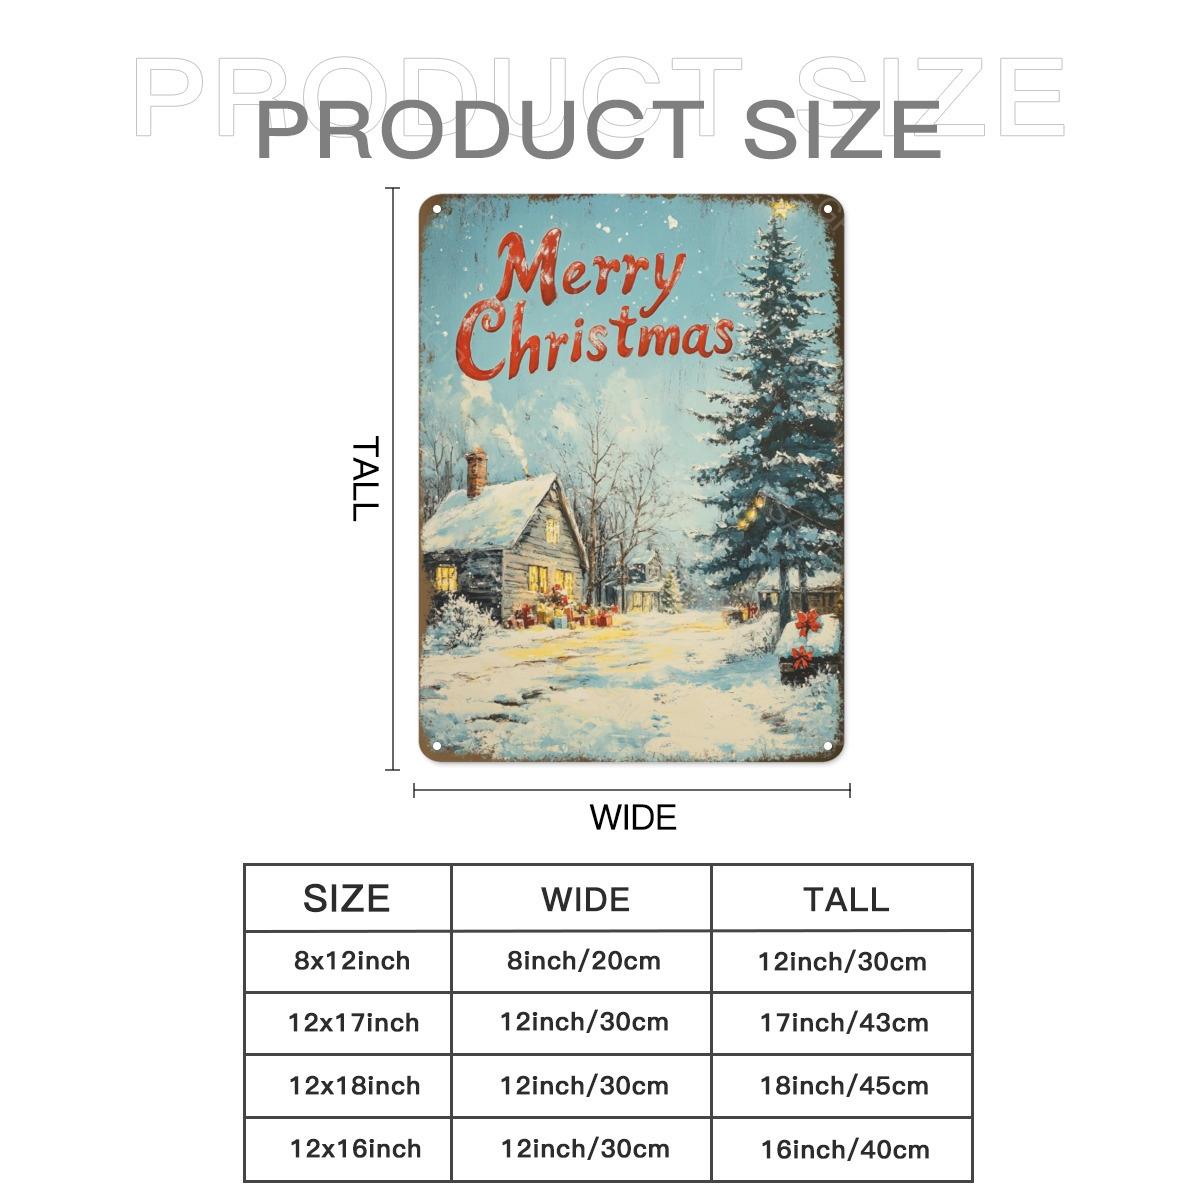 PRODUCT SIZE
PRODUCT SIZE
Merry
Christmas
TALL
WIDE
SIZE WIDE TALL
8x12inch 8inch/20cm 12inch/30cm
12x17inch 12inch/30cm 17inch/43cm
12x18inch 12inch/30cm 18inch/45cm
12x16inch 12inch/30cm 16inch/40cm